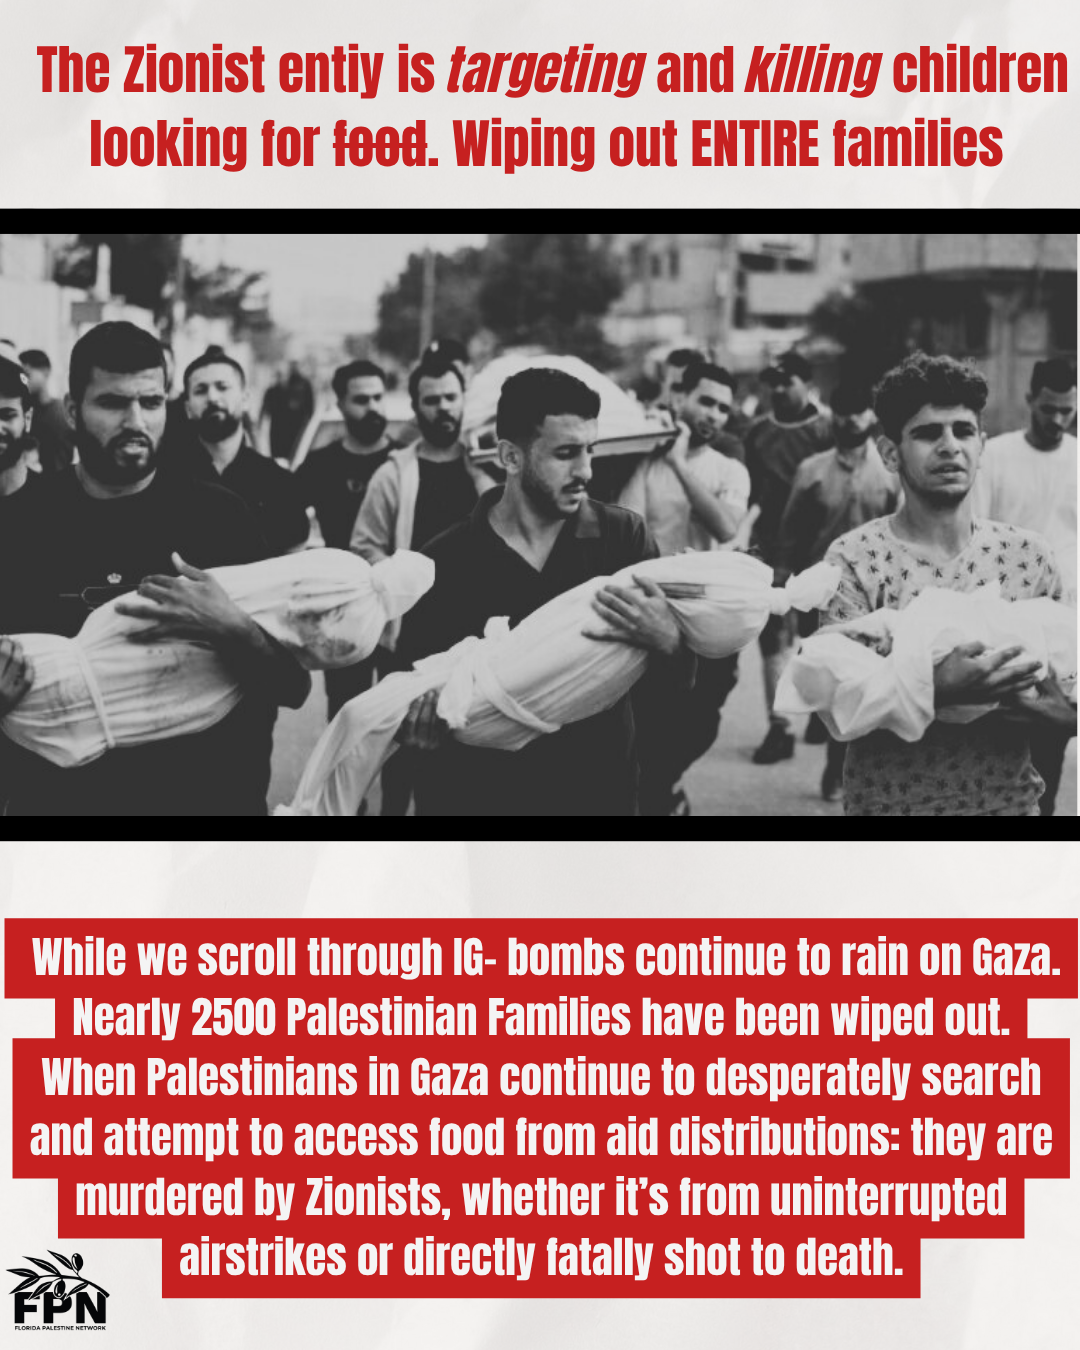 The Zionist entiy is targeting and killing children
looking for food. Wiping out ENTIRE families
While we scroll through IG- bombs continue to rain on Gaza.
Nearly 2500 Palestinian Families have been wiped out.
When Palestinians in Gaza continue to desperately search
and attempt to access food from aid distributions: they are
murdered by Zionists, whether it's from uninterrupted
airstrikes or directly fatally shot to death.
FPN
FLORIDA PALESTINE NETWORK